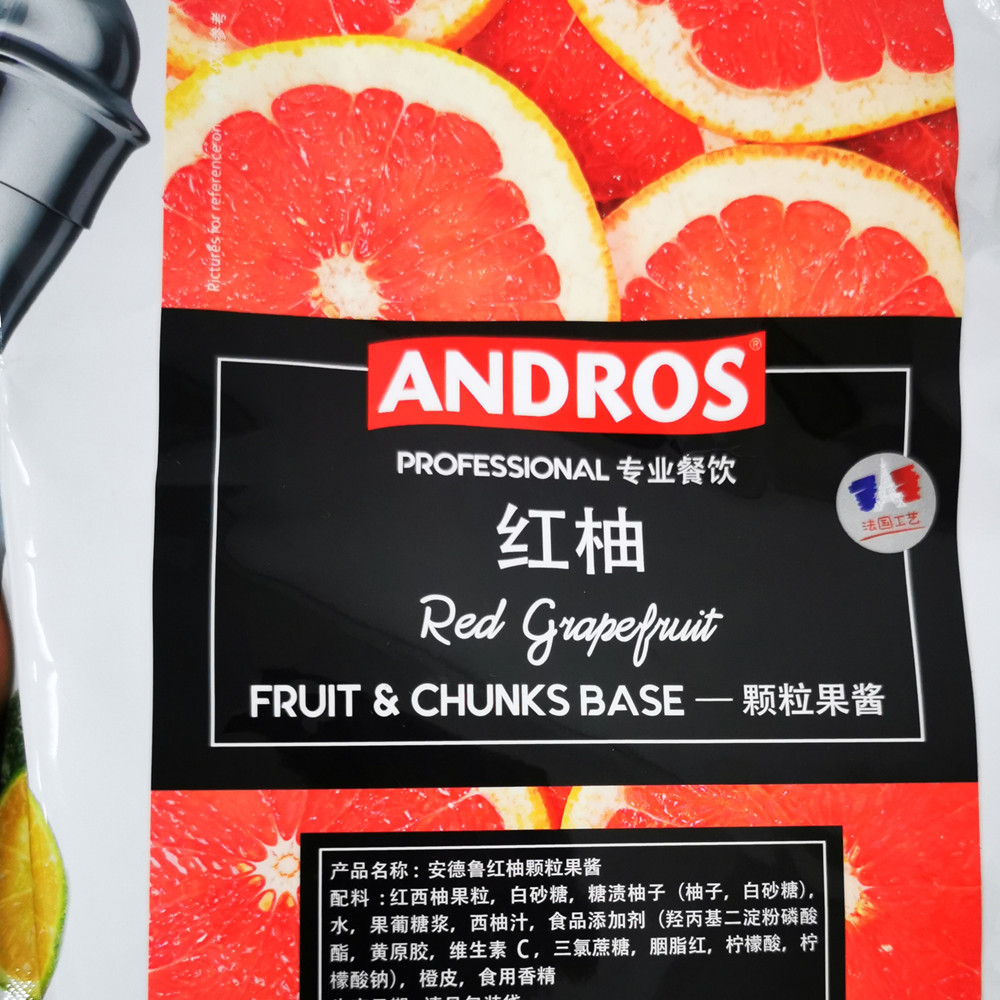 Pictures for reference on
ANDROS®
PROFESSIONAL 专业餐饮
红柚
法国工艺
Red Grapefruit
FRUIT & CHUNKS BASE — 颗粒果酱
产品名称：安德鲁红柚颗粒果酱
配料：红西柚果粒，白砂糖，糖渍柚子（柚子，白砂糖），
水，果葡糖浆，西柚汁，食品添加剂（羟丙基二淀粉磷酸
酯，黄原胶，维生素 C，三氯蔗糖，胭脂红，柠檬酸，柠
檬酸钠），橙皮，食用香精